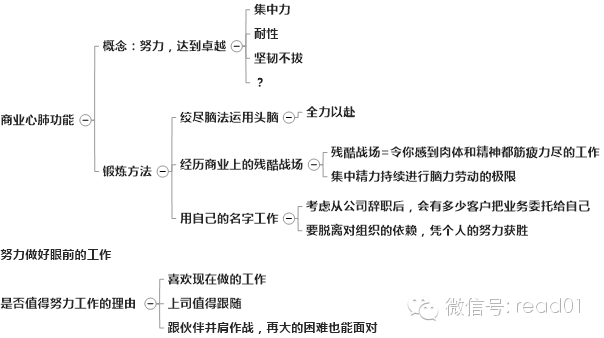 集中力
概念：努力，达到卓越
耐性
坚韧不拔
？
商业心肺功能
绞尽脑法运用头脑
全力以赴
残酷战场=令你感到肉体和精神都筋疲力尽的工作
锻炼方法
经历商业上的残酷战场
集中精力持续进行脑力劳动的极限
考虑从公司辞职后，会有多少客户把业务委托给自己
用自己的名字工作
要脱离对组织的依赖，凭个人的努力获胜
努力做好眼前的工作
喜欢现在做的工作
是否值得努力工作的理由
上司值得跟随
跟伙伴并肩作战，再大的困难也能面对
微信号: read01